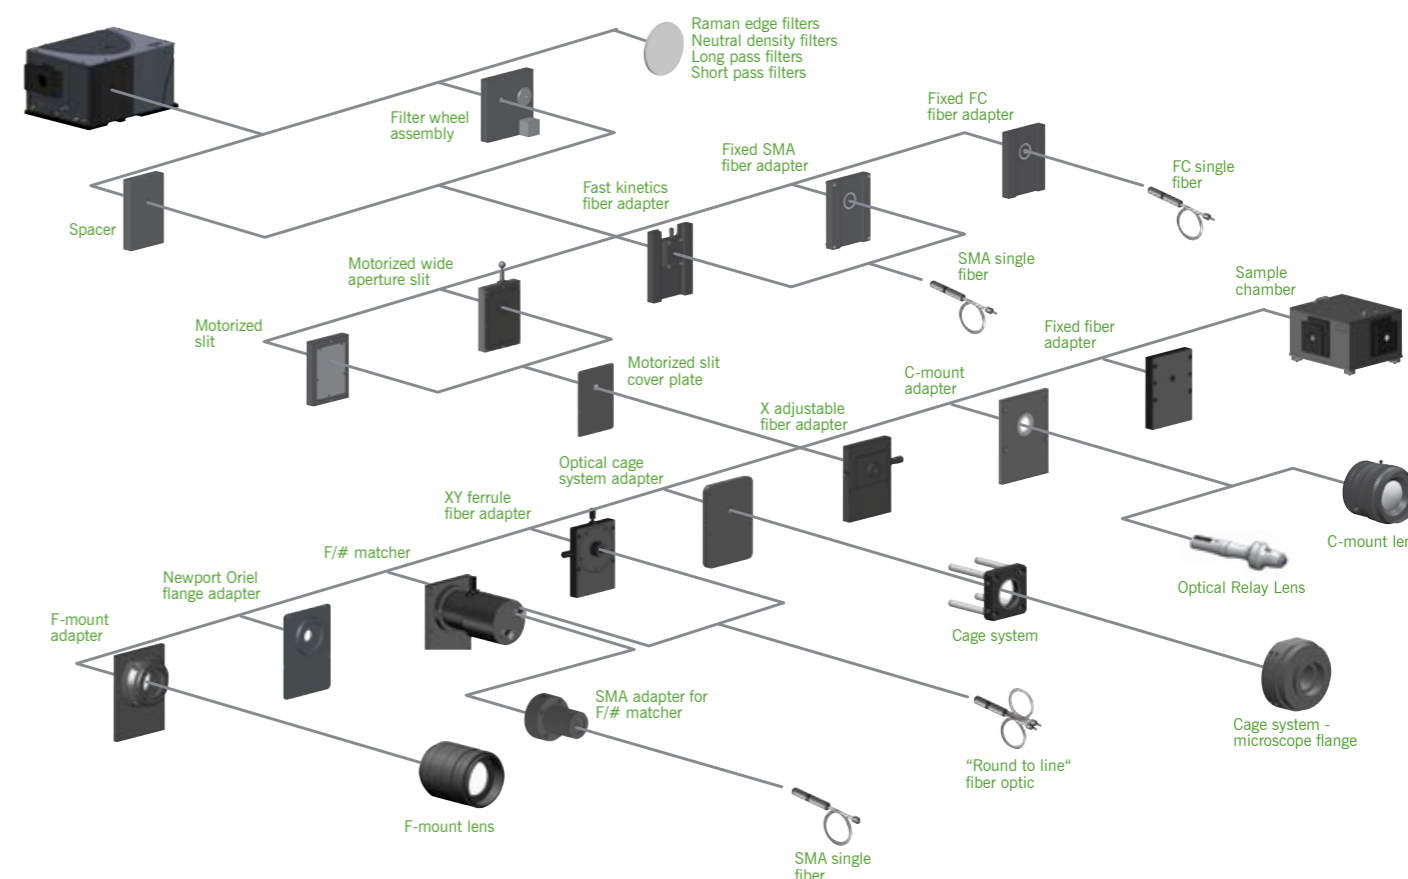 Raman edge filters
Neutral density filters
Long pass filters
Short pass filters
Filter wheel
assembly
Fixed FC
fiber adapter
Fixed SMA
fiber adapter
FC single
fiber
Fast kinetics
fiber adapter
Spacer
Motorized wide
aperture slit
SMA single
fiber
Sample
chamber
Motorized
slit
Fixed fiber
adapter
Motorized slit
cover plate
C-mount
adapter
X adjustable
fiber adapter
Optical cage
system adapter
XY ferrule
fiber adapter
C-mount len
F/# matcher
Newport Oriel
flange adapter
Optical Relay Lens
F-mount
adapter
Cage system
SMA adapter for
F/# matcher
Cage system -
microscope flange
“Round to line“
fiber optic
F-mount lens
SMA single
fiber